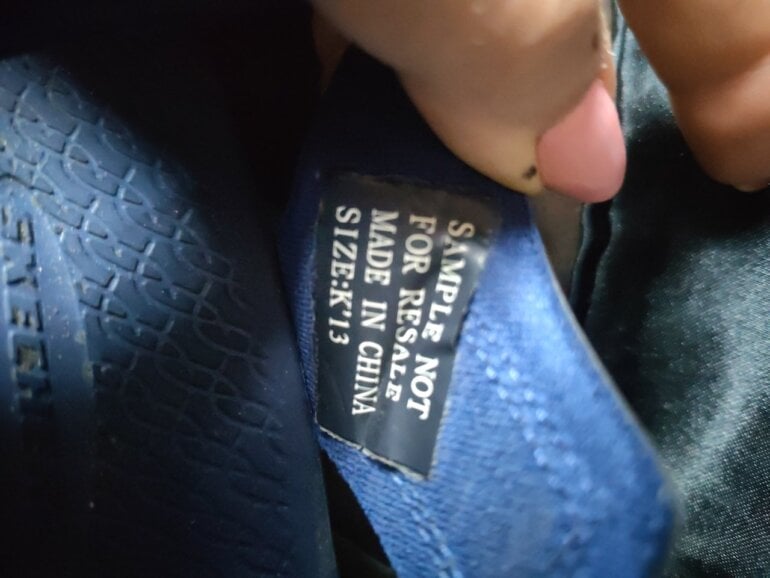 SAMPLE NOT
FOR RESALE
MADE IN CHINA
SIZE:K'13